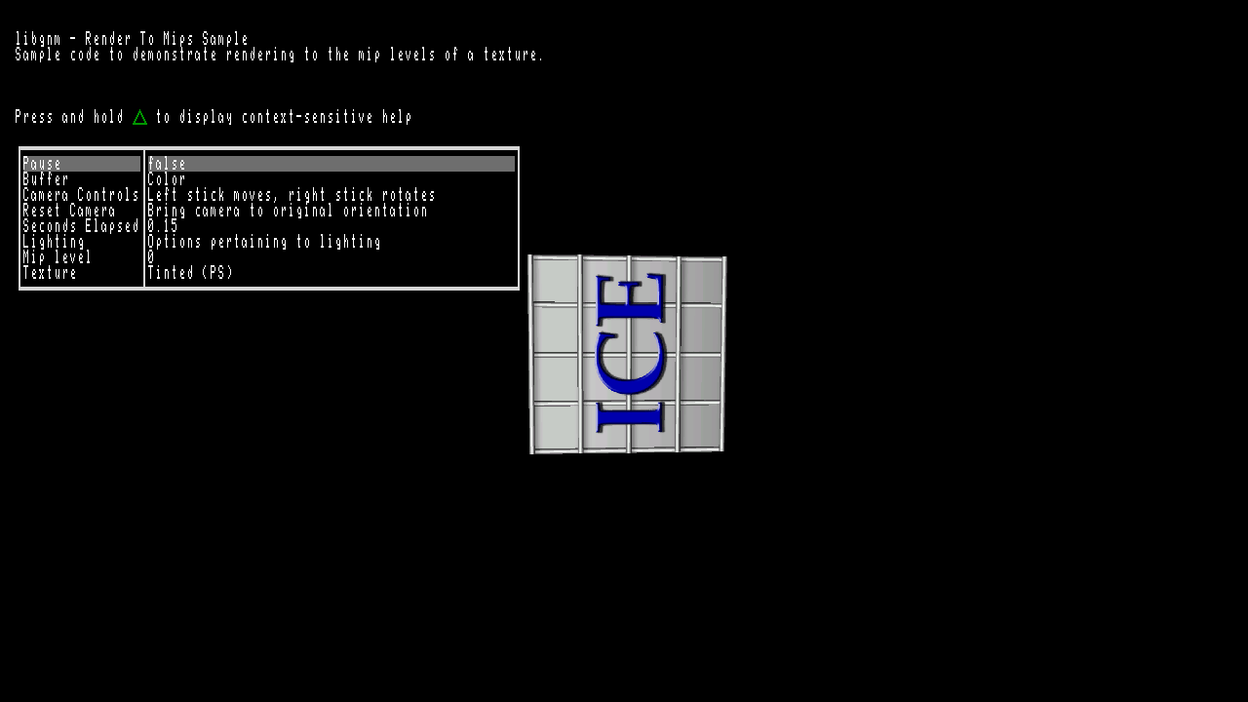 libgnm - Render To Mips Sample
Sample code to demonstrate rendering to the mip levels of a texture.
Press and hold △ to display context-sensitive help
Pause false
Buffer Color
Camera Controls Left stick moves, right stick rotates
Reset Camera Bring camera to original orientation
Seconds Elapsed 0.15
Lighting Options pertaining to lighting
Mip level 0
Texture Tinted (PS)
ICE